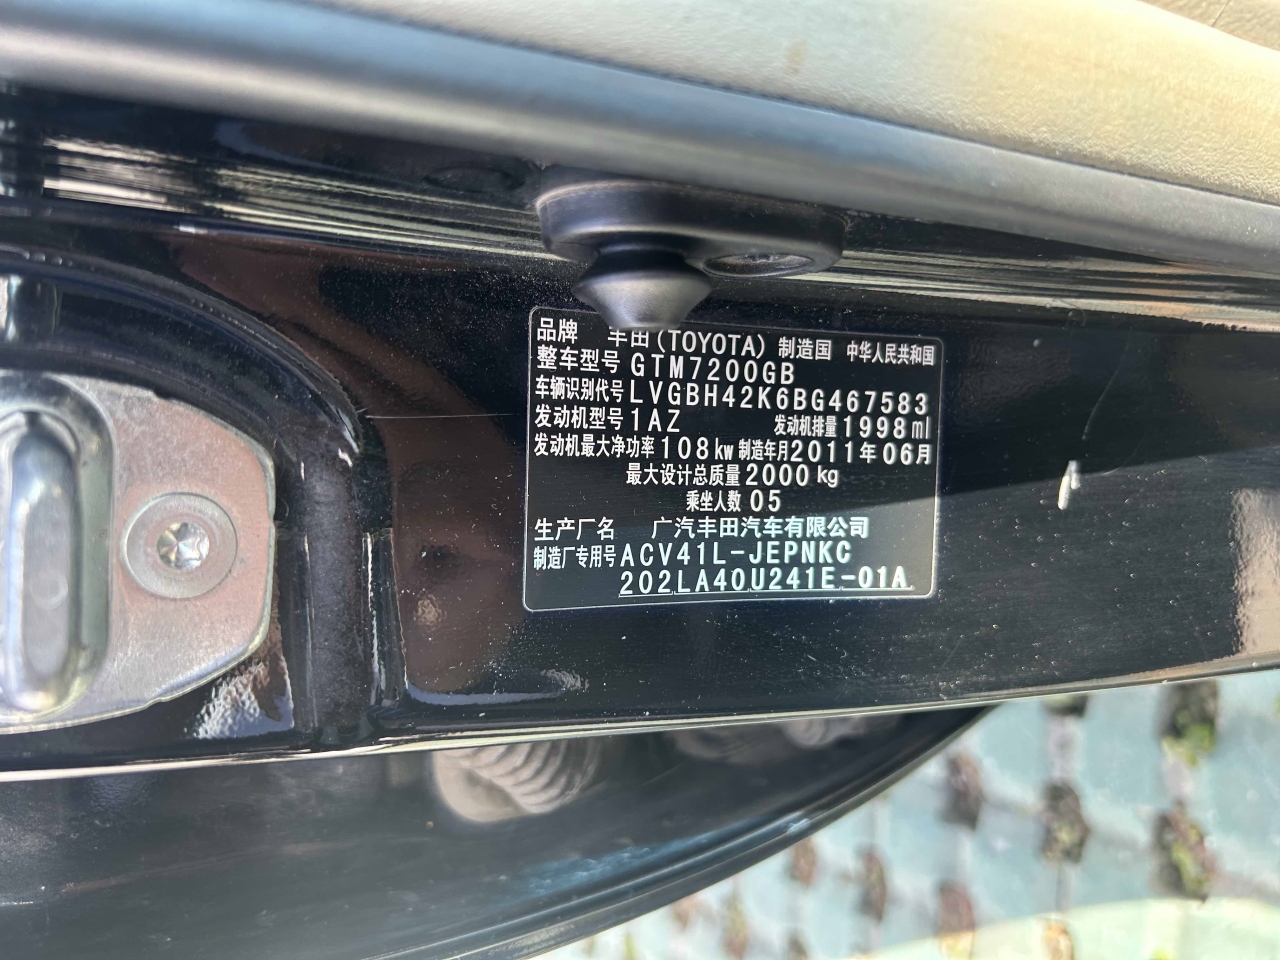 品牌 丰田(TOYOTA) 制造国 中华人民共和国
整车型号 GTM7200GB
车辆识别代号 LVGBH42K6BG467583
发动机型号 1AZ 发动机排量 1998ml
发动机最大净功率 108kw 制造年月 2011年06月
最大设计总质量 2000 kg
乘坐人数 05
生产厂名 广汽丰田汽车有限公司
制造厂专用号 ACV41L-JEPNKC
202LA40U241E-01A